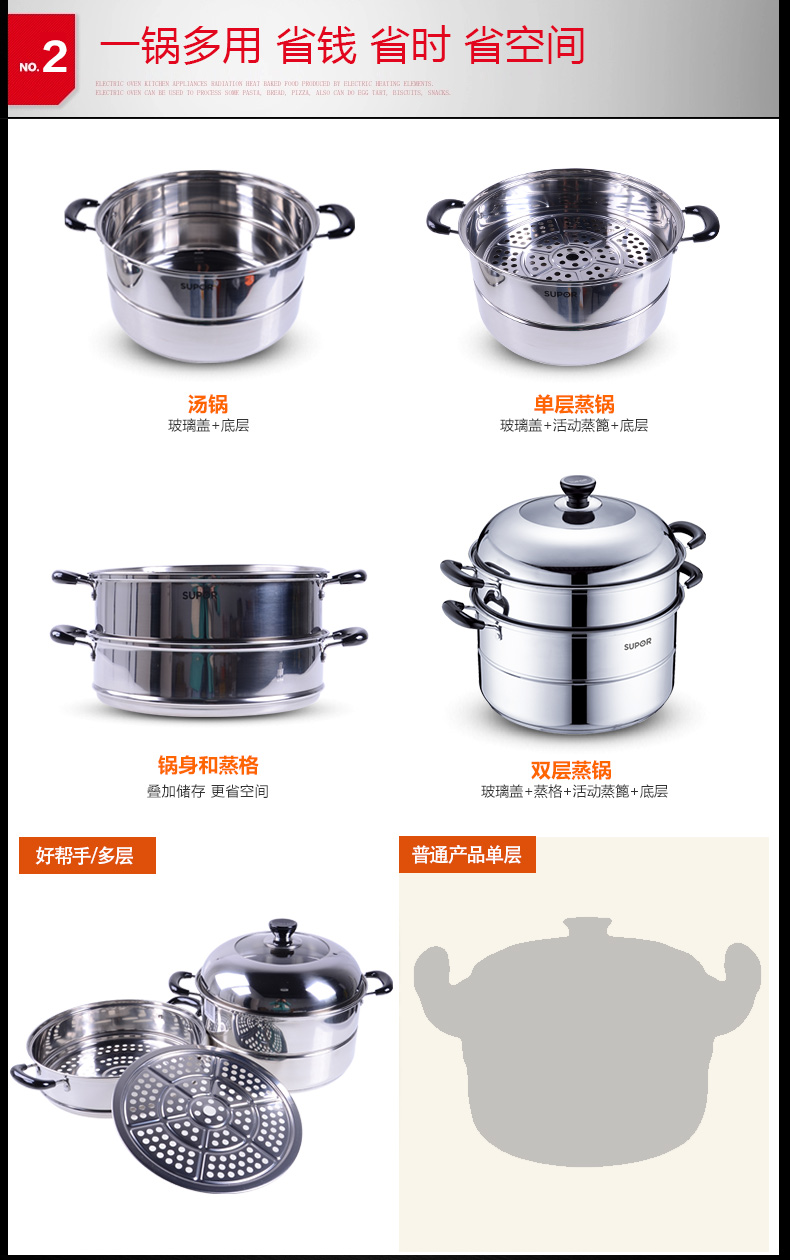 NO.2
一锅多用 省钱 省时 省空间
ELECTRIC OVEN KITCHEN APPLIANCES RADIATION HEAT BAKED FOOD PRODUCED BY ELECTRIC HEATING ELEMENTS.
ELECTRIC OVEN CAN BE USED TO PROCESS SOME PASTA, BREAD, PIZZA, ALSO CAN DO EGG TART, BISCUITS, SNACKS.
SUPOR
SUPOR
汤锅
单层蒸锅
玻璃盖+底层
玻璃盖+活动蒸篦+底层
SUPOR
SUPOR
锅身和蒸格
双层蒸锅
叠加储存 更省空间
玻璃盖+蒸格+活动蒸篦+底层
好帮手/多层
普通产品单层